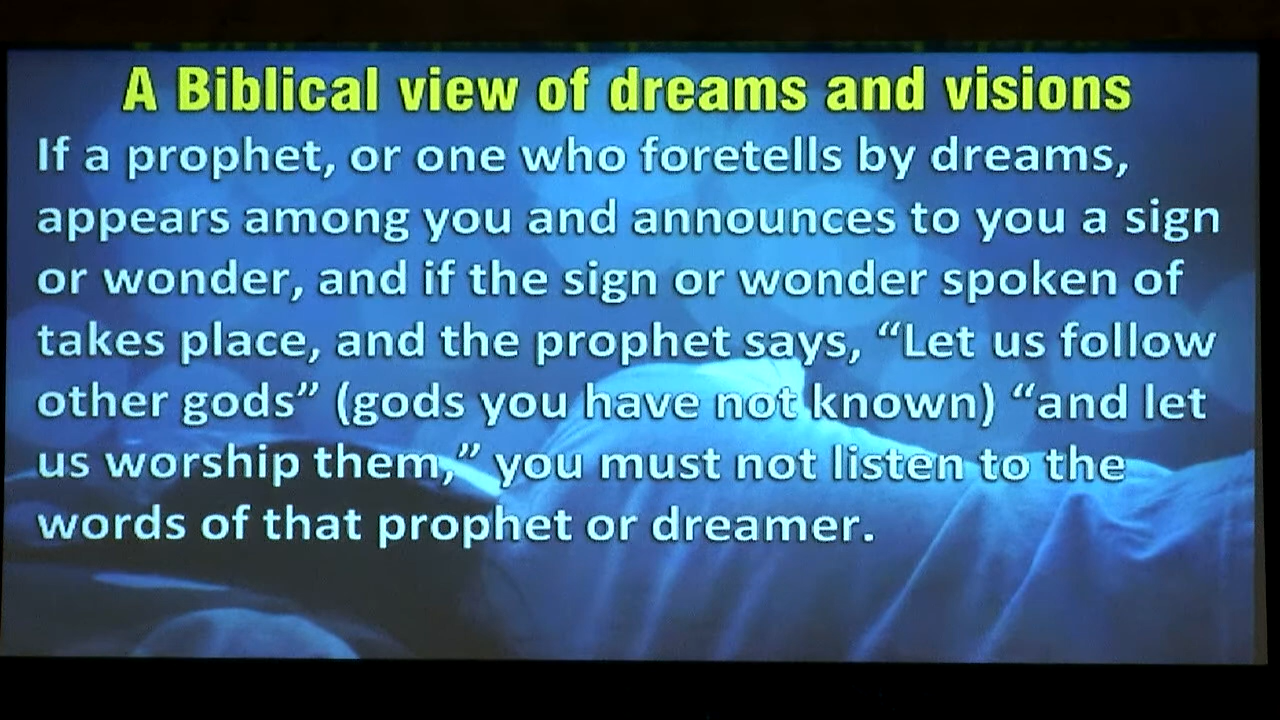 A Biblical view of dreams and visions
If a prophet, or one who foretells by dreams,
appears among you and announces to you a sign
or wonder, and if the sign or wonder spoken of
takes place, and the prophet says, “Let us follow
other gods” (gods you have not known) “and let
us worship them,” you must not listen to the
words of that prophet or dreamer.